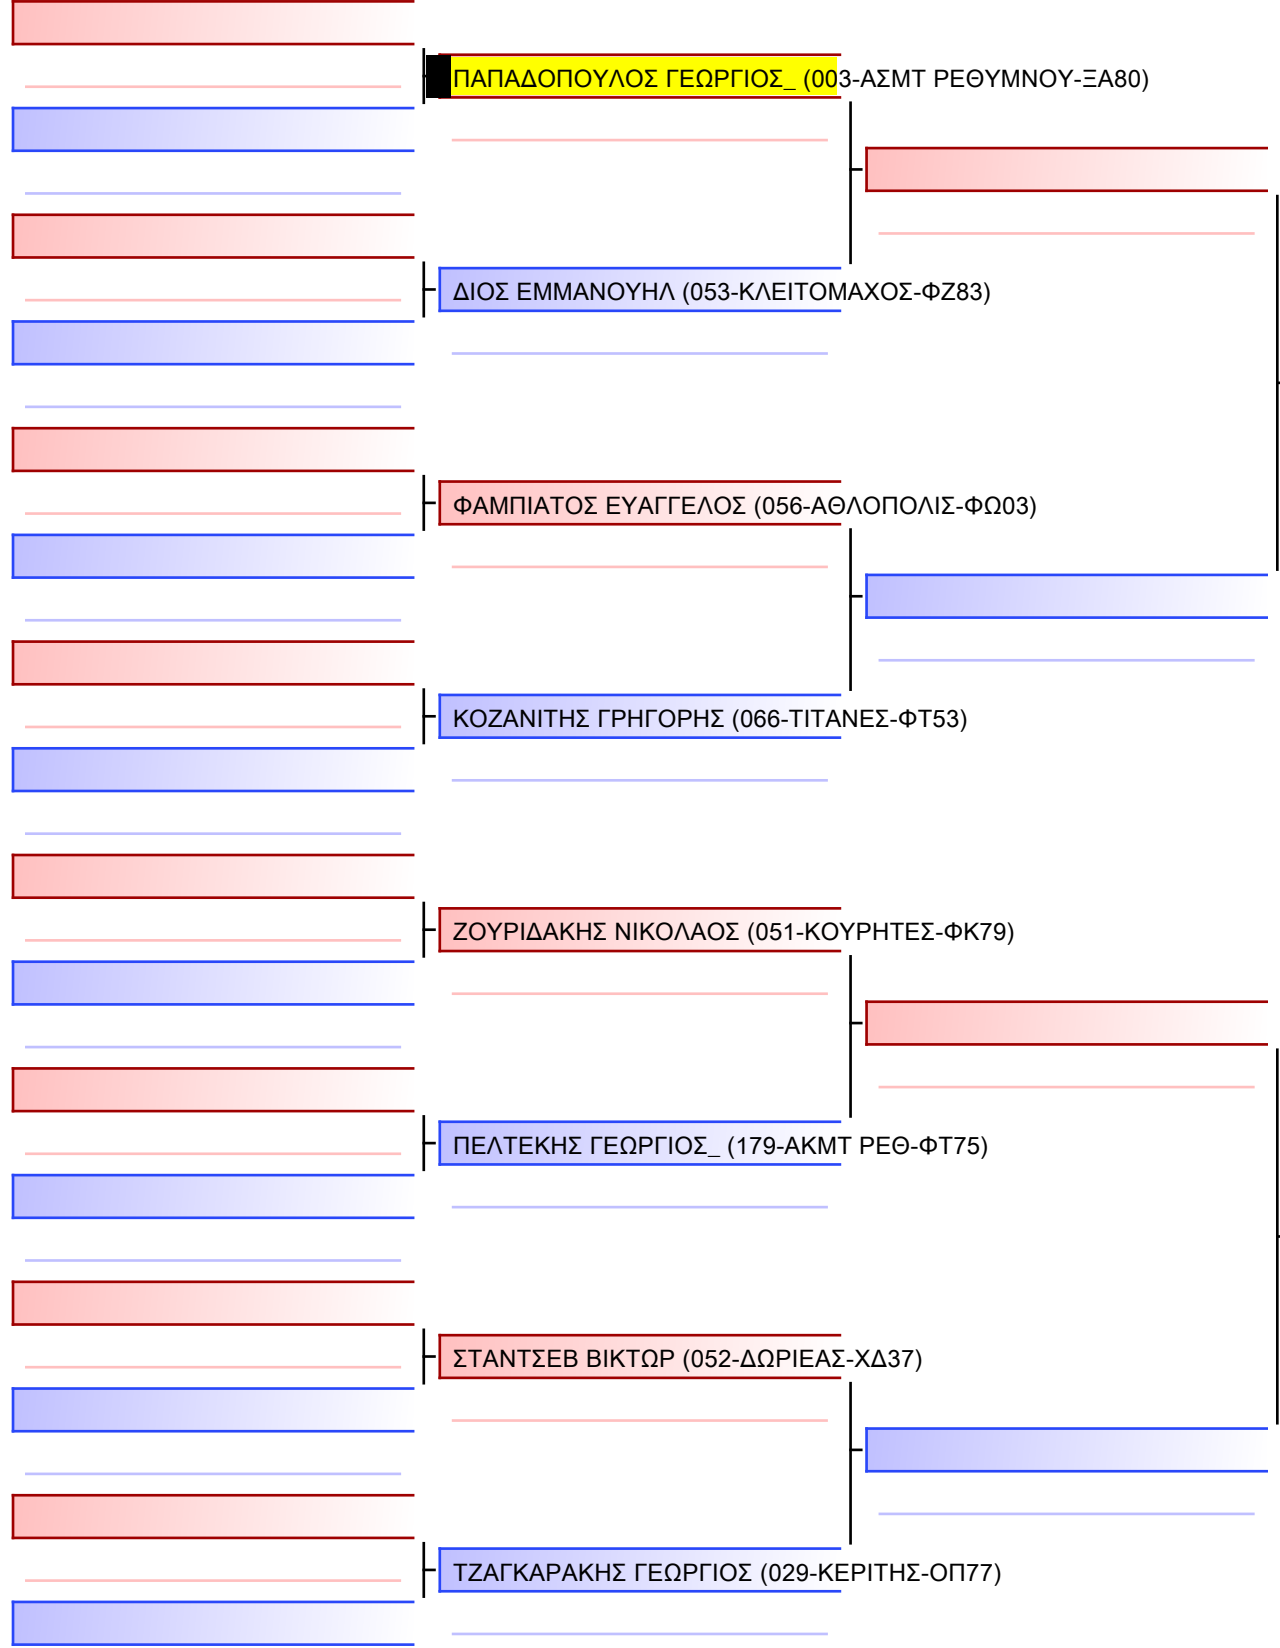 ΠΑΠΑΔΟΠΟΥΛΟΣ ΓΕΩΡΓΙΟΣ_ (003-ΑΣΜΤ ΡΕΘΥΜΝΟΥ-ΞΑ80)
ΔΙΟΣ ΕΜΜΑΝΟΥΗΛ (053-ΚΛΕΙΤΟΜΑΧΟΣ-ΦΖ83)
ΦΑΜΠΙΑΤΟΣ ΕΥΑΓΓΕΛΟΣ (056-ΑΘΛΟΠΟΛΙΣ-ΦΩ03)
ΚΟΖΑΝΙΤΗΣ ΓΡΗΓΟΡΗΣ (066-ΤΙΤΑΝΕΣ-ΦΤ53)
ΖΟΥΡΙΔΑΚΗΣ ΝΙΚΟΛΑΟΣ (051-ΚΟΥΡΗΤΕΣ-ΦΚ79)
ΠΕΛΤΕΚΗΣ ΓΕΩΡΓΙΟΣ_ (179-ΑΚΜΤ ΡΕΘ-ΦΤ75)
ΣΤΑΝΤΣΕΒ ΒΙΚΤΩΡ (052-ΔΩΡΙΕΑΣ-ΧΔ37)
ΤΖΑΓΚΑΡΑΚΗΣ ΓΕΩΡΓΙΟΣ (029-ΚΕΡΙΤΗΣ-ΟΠ77)